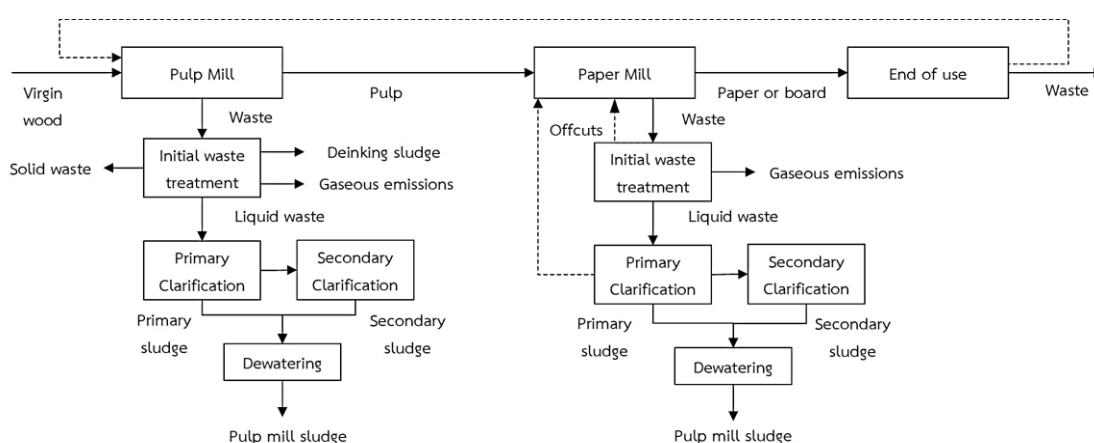 Pulp Mill
Paper Mill
End of use
Virgin
wood
Pulp
Paper or board
Waste
Waste
Waste
Offcuts
Solid waste
Initial waste
treatment
Deinking sludge
Gaseous emissions
Initial waste
treatment
Gaseous emissions
Liquid waste
Liquid waste
Primary
Clarification
Secondary
Clarification
Primary
Clarification
Secondary
Clarification
Primary
sludge
Secondary
sludge
Primary
sludge
Secondary
sludge
Dewatering
Dewatering
Pulp mill sludge
Pulp mill sludge